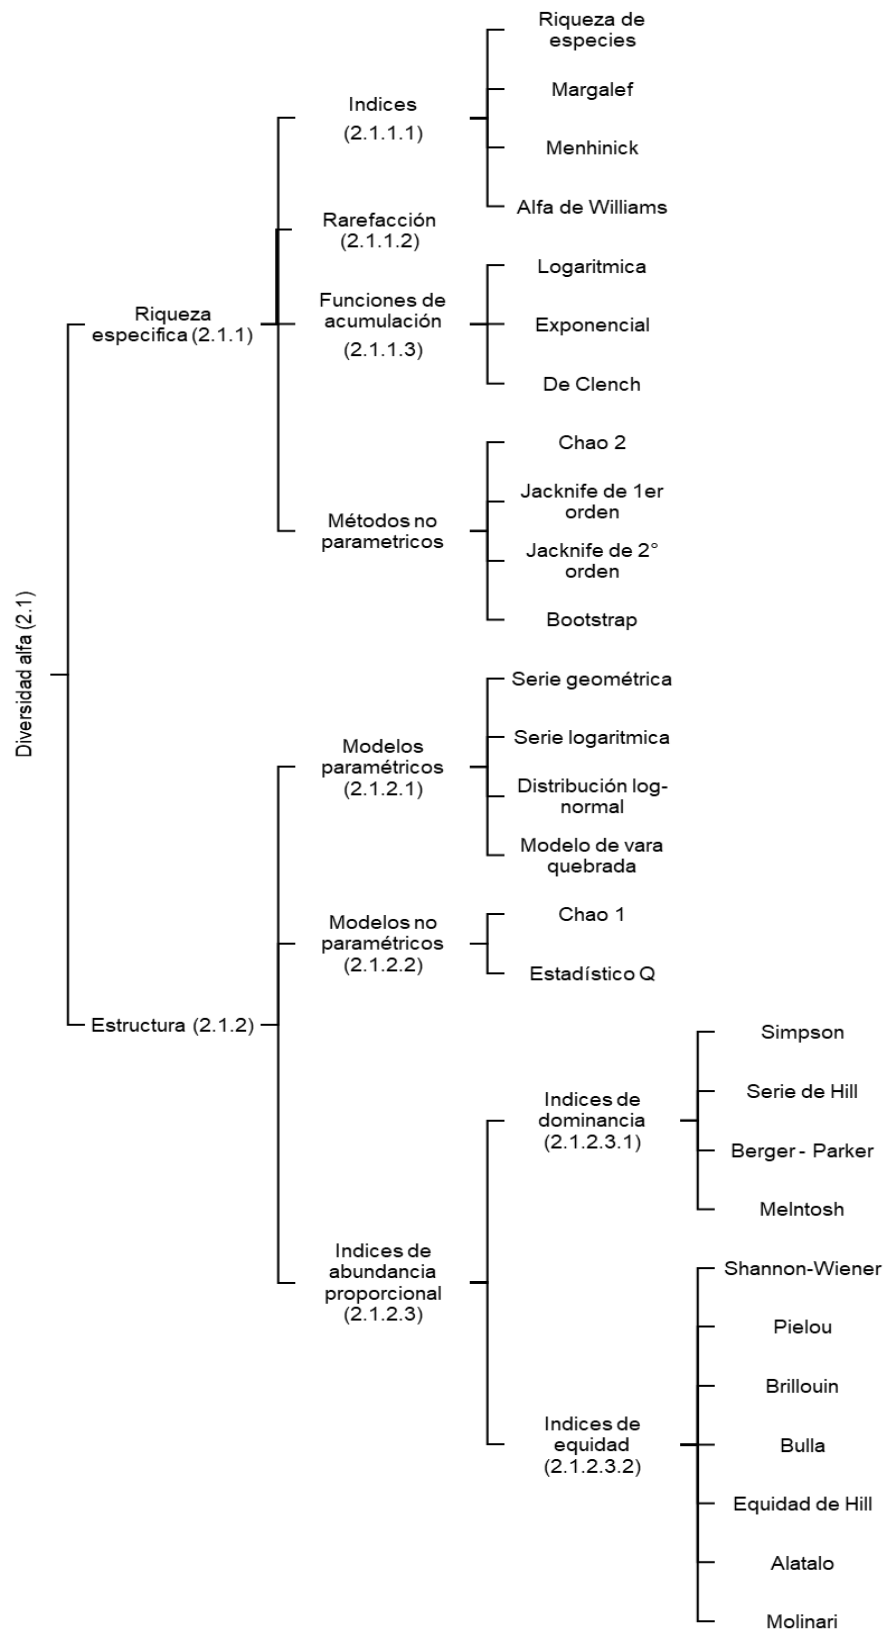 Diversidad alfa (2.1)
Riqueza
especifica (2.1.1)
Indices
(2.1.1.1)
Riqueza de
especies
Margalef
Menhinick
Alfa de Williams
Rarefacción
(2.1.1.2)
Funciones de
acumulación
(2.1.1.3)
Logaritmica
Exponencial
De Clench
Métodos no
parametricos
Chao 2
Jacknife de 1er
orden
Jacknife de 2°
orden
Bootstrap
Estructura (2.1.2)
Modelos
paramétricos
(2.1.2.1)
Serie geométrica
Serie logaritmica
Distribución log-
normal
Modelo de vara
quebrada
Modelos no
paramétricos
(2.1.2.2)
Chao 1
Estadístico Q
Indices de
abundancia
proporcional
(2.1.2.3)
Indices de
dominancia
(2.1.2.3.1)
Simpson
Serie de Hill
Berger - Parker
MeIntosh
Indices de
equidad
(2.1.2.3.2)
Shannon-Wiener
Pielou
Brillouin
Bulla
Equidad de Hill
Alatalo
Molinari